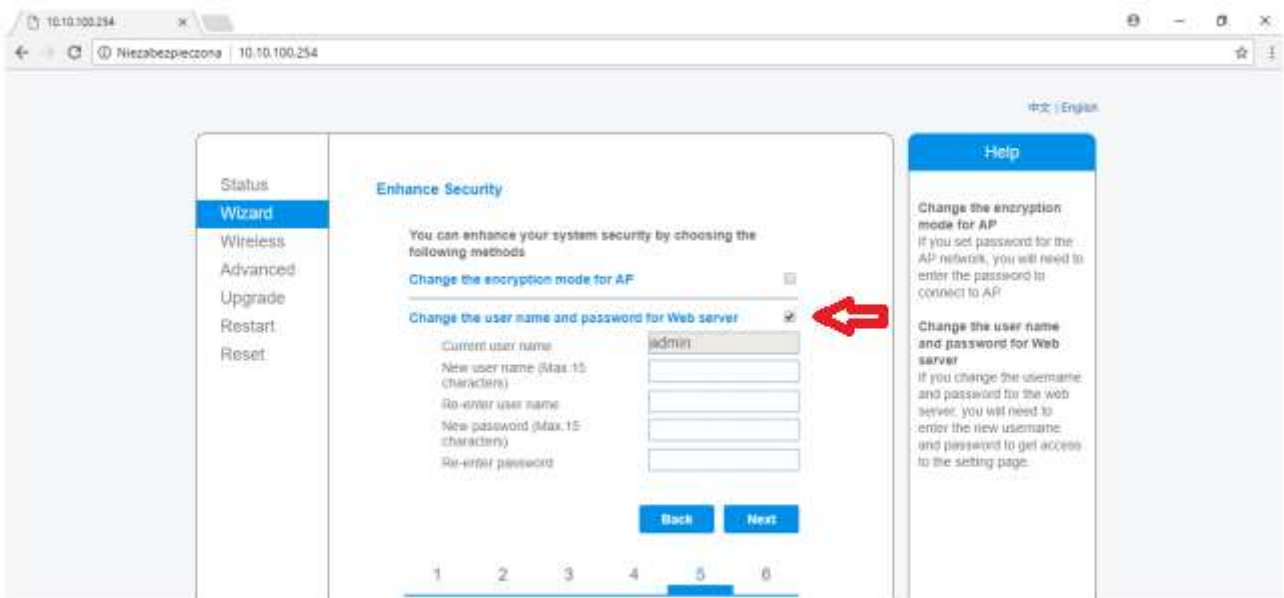 10.10.100.254
Niezabezpieczona | 10.10.100.254
中文 | English
Status
Wizard
Wireless
Advanced
Upgrade
Restart
Reset
Enhance Security
You can enhance your system security by choosing the
following methods
Change the encryption mode for AP
Change the user name and password for Web server
Current user name
admin
New user name (Max.15
characters)
Re-enter user name
New password (Max.15
characters)
Re-enter password
Back
Next
1 2 3 4 5 6
Help
Change the encryption
mode for AP
If you set password for the
AP network, you will need to
enter the password to
connect to AP.
Change the user name
and password for Web
server
If you change the username
and password for the web
server, you will need to
enter the new username
and password to get access
to the setting page.